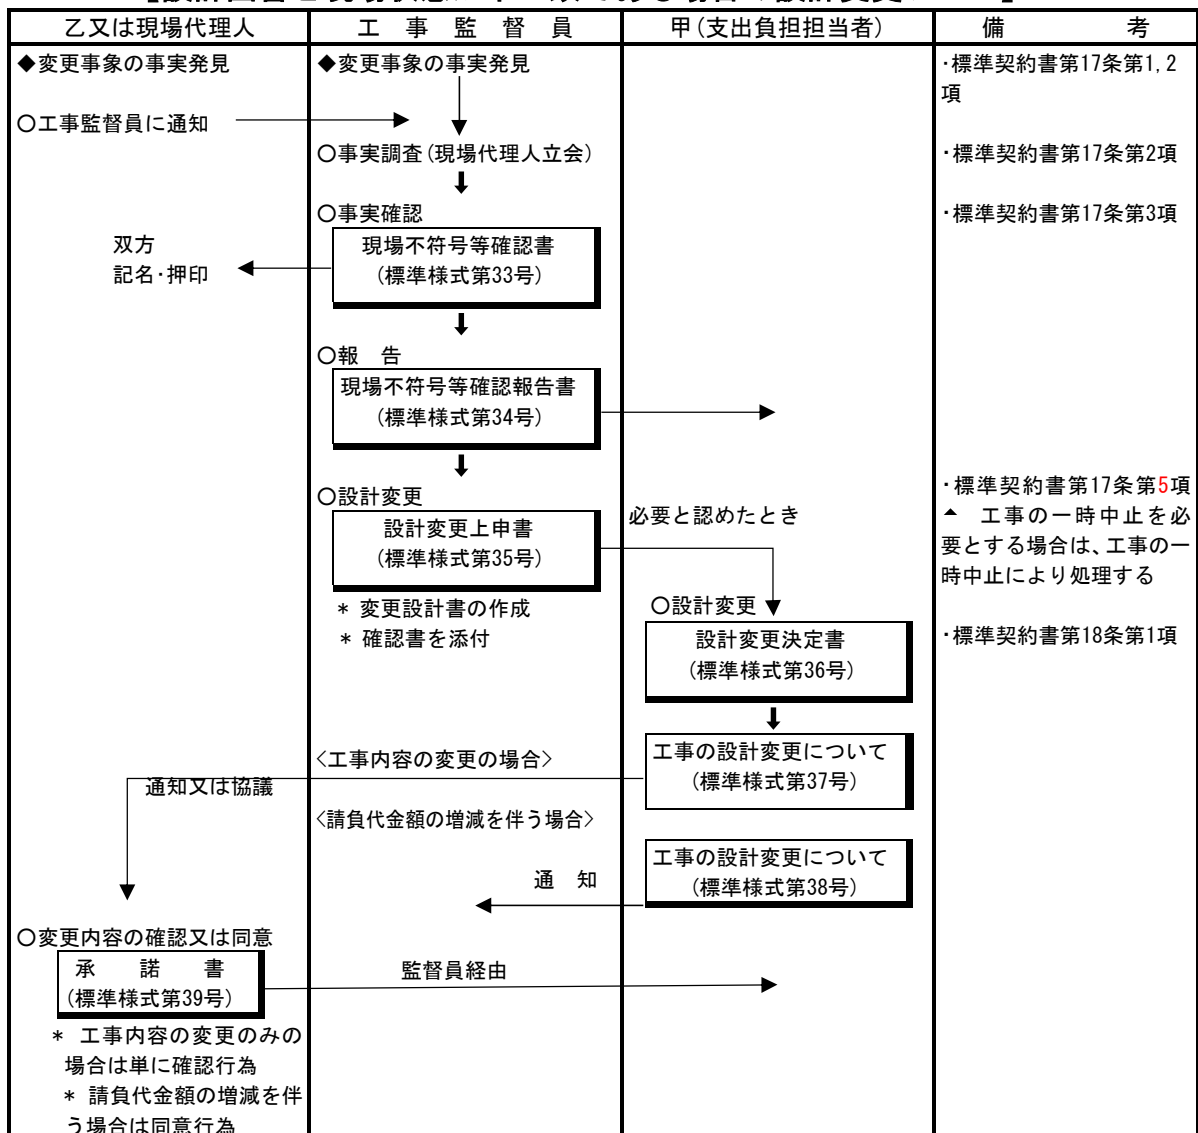 乙又は現場代理人
工　事　監　督　員
甲(支出負担担当者)
備　　　　　考
◆変更事象の事実発見
◆変更事象の事実発見
･標準契約書第17条第1,2
項
〇工事監督員に通知
〇事実調査(現場代理人立会)
･標準契約書第17条第2項
〇事実確認
･標準契約書第17条第3項
双方
記名･押印
現場不符号等確認書
(標準様式第33号)
〇報　告
現場不符号等確認報告書
(標準様式第34号)
〇設計変更
設計変更上申書
(標準様式第35号)
* 変更設計書の作成
* 確認書を添付
必要と認めたとき
･標準契約書第17条第5項
工事の一時中止を必
要とする場合は、工事の一
時中止により処理する
〇設計変更
設計変更決定書
(標準様式第36号)
･標準契約書第18条第1項
工事の設計変更について
(標準様式第37号)
<工事内容の変更の場合>
通知又は協議
<請負代金額の増減を伴う場合>
工事の設計変更について
(標準様式第38号)
通　知
〇変更内容の確認又は同意
承　諾　書
(標準様式第39号)
監督員経由
* 工事内容の変更のみの
場合は単に確認行為
* 請負代金額の増減を伴
う場合は同意行為